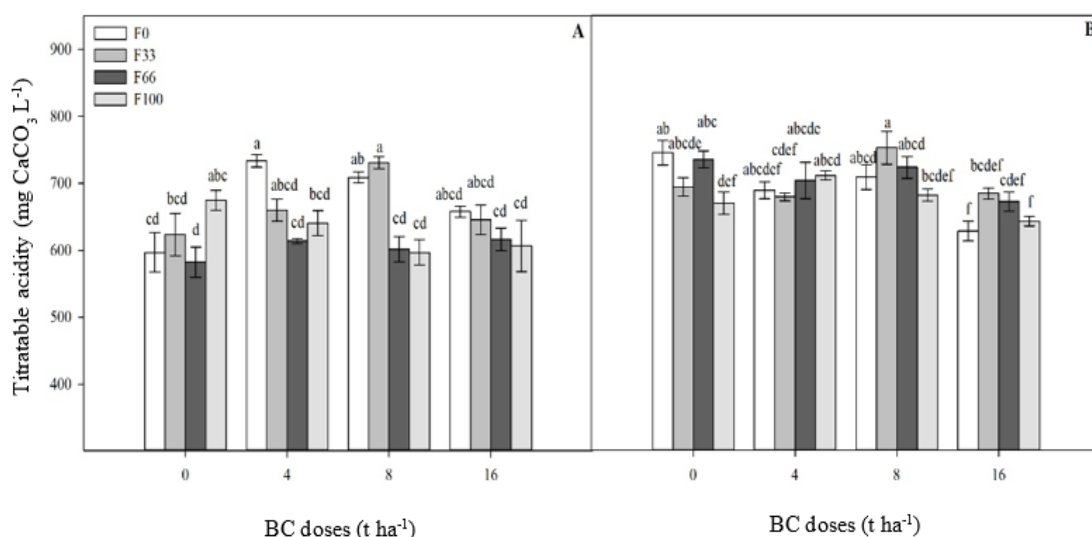 Titratable acidity (mg CaCO₃ L⁻¹)
900
800
700
600
500
400
F0
F33
F66
F100
A
cd
bcd
d
abc
a
abcd
cd
bcd
ab
a
cd
cd
abcd
abcd
cd
cd
0
4
8
16
BC doses (t ha⁻¹)
ab
abcde
abc
def
abcdef
cdef
abcde
abcd
abcd
a
abcd
bcdef
f
bcdef
cdef
f
0
4
8
16
BC doses (t ha⁻¹)